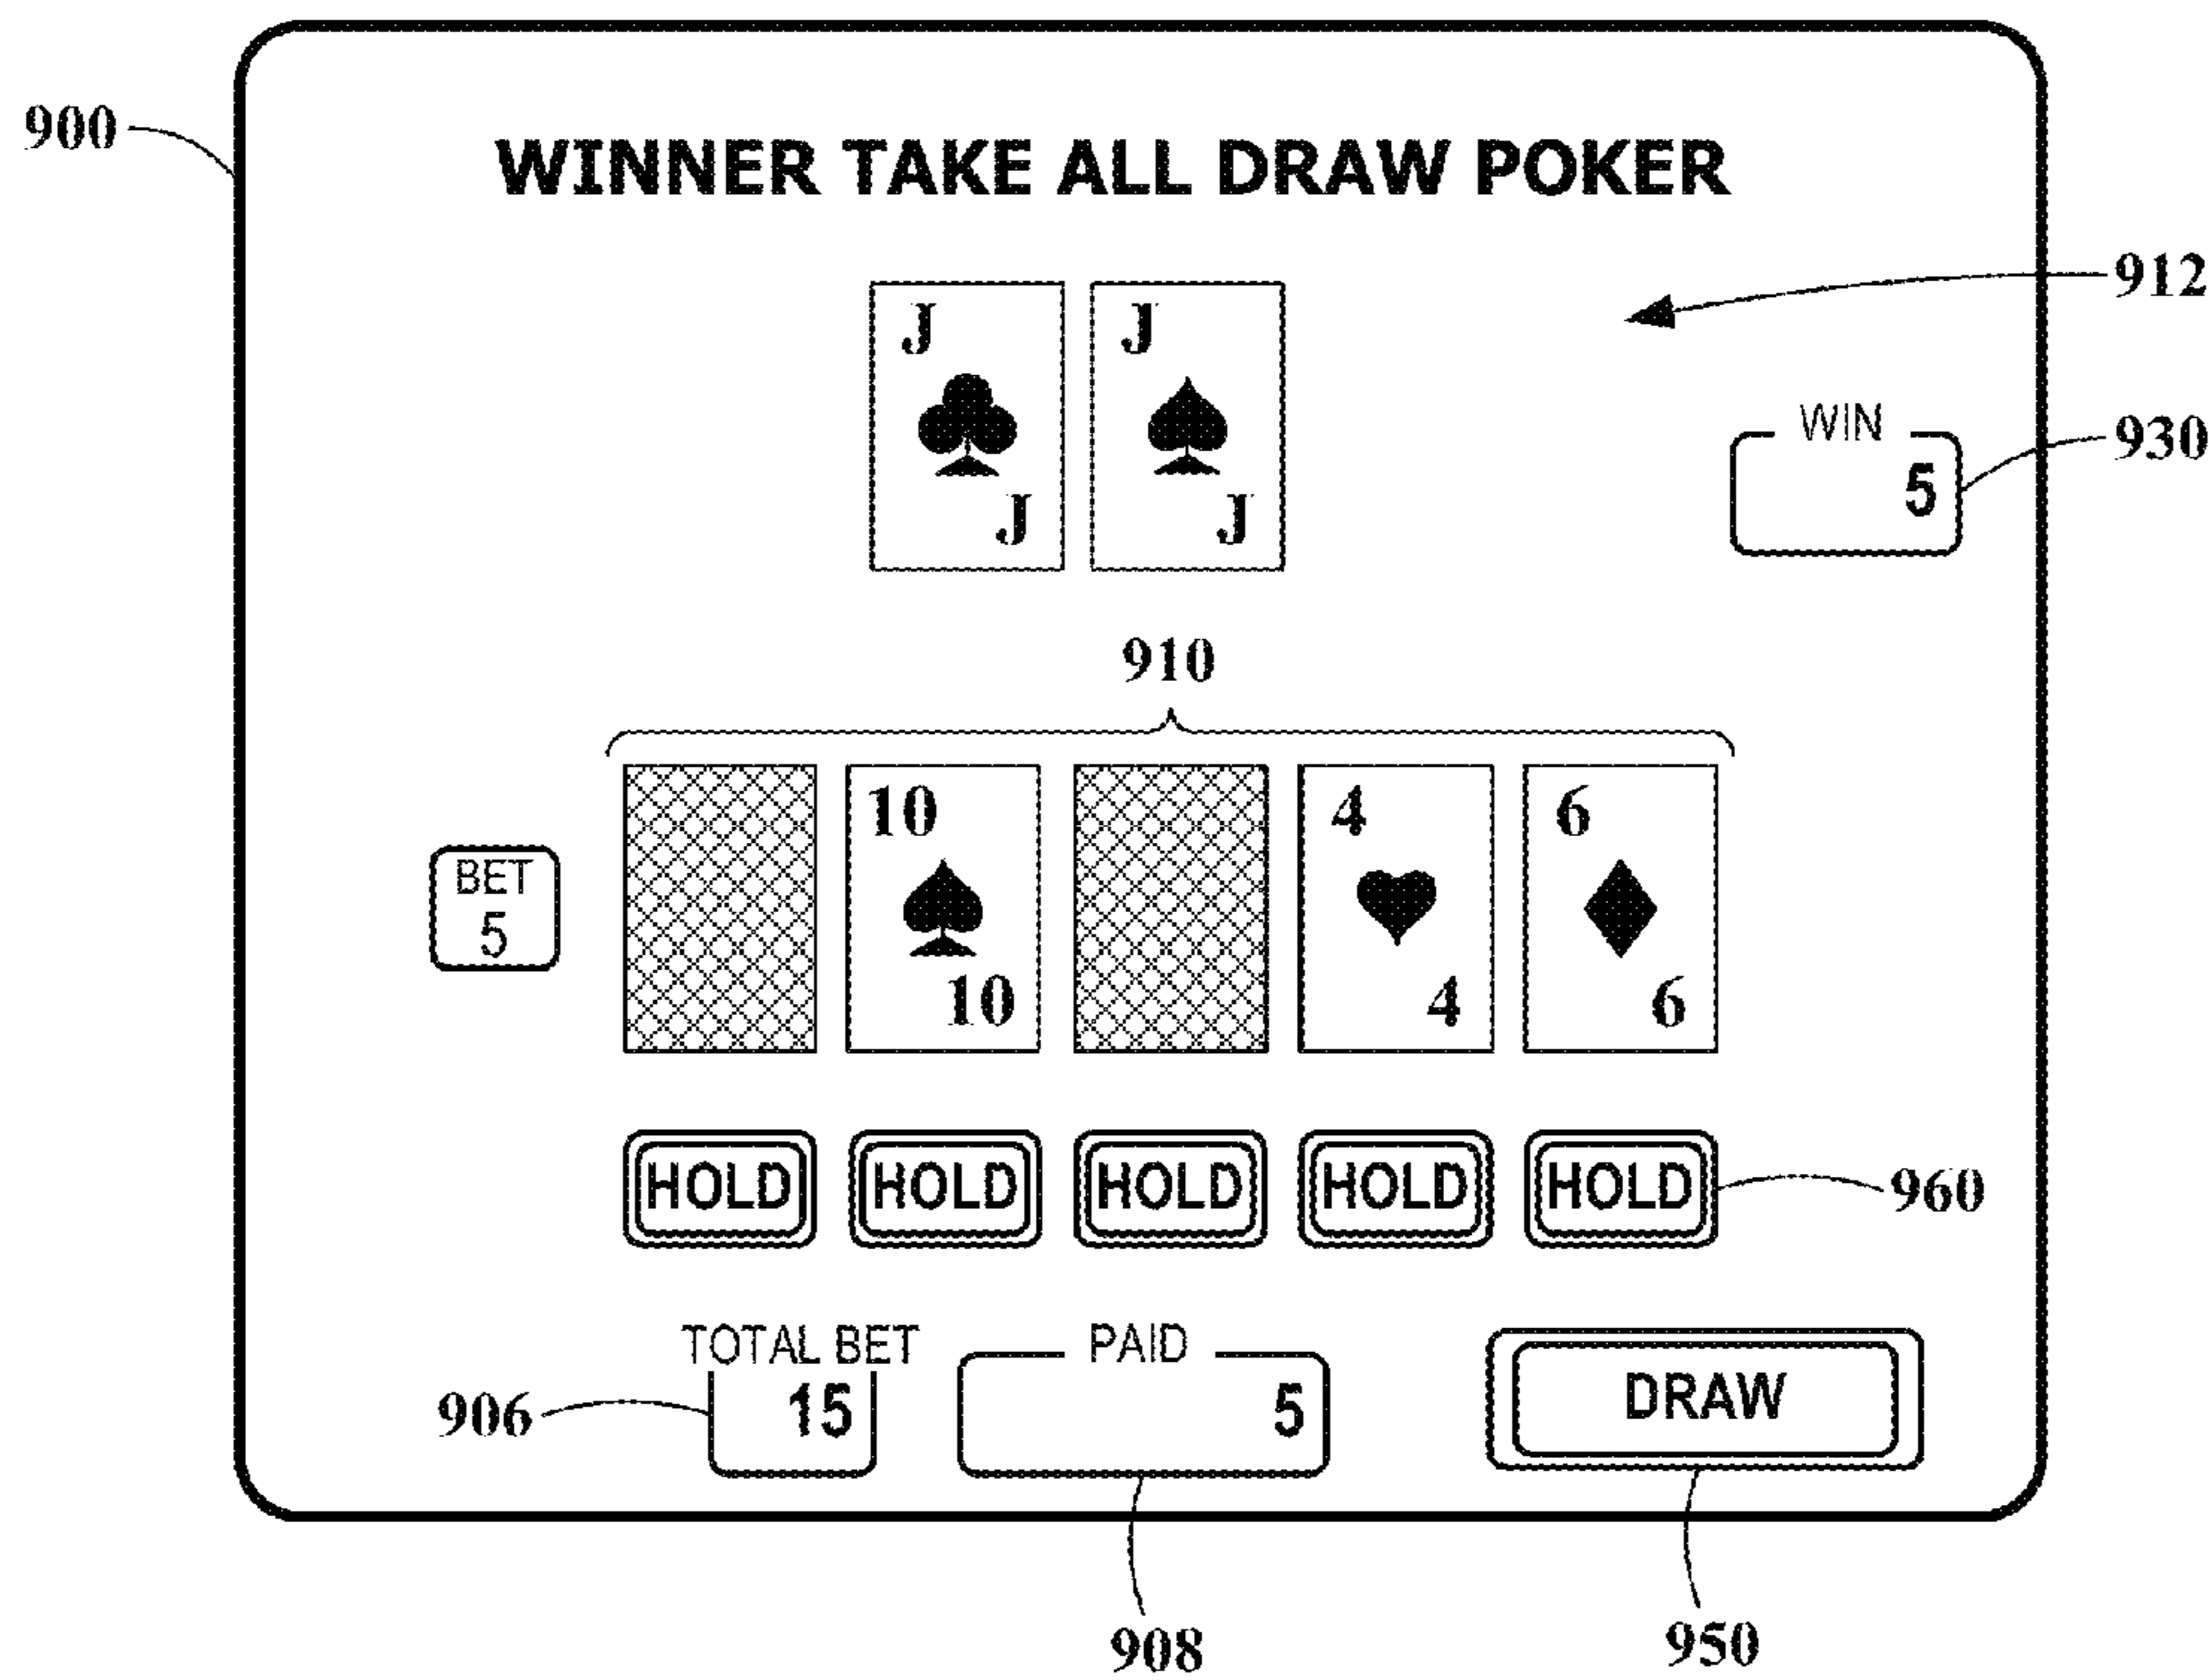 900
WINNER TAKE ALL DRAW POKER
912
J J
J J
WIN
930
5
910
10 4 6
BET
5
10 4 6
HOLD HOLD HOLD HOLD HOLD
960
TOTAL BET PAID
906 15 5 DRAW
908 950